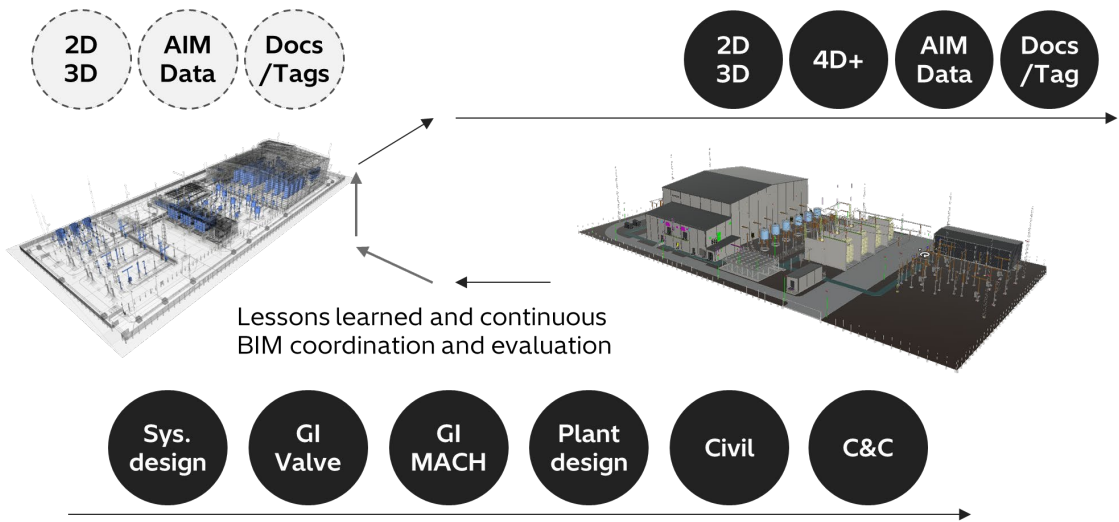 2D
3D
AIM
Data
Docs
/Tags
2D
3D
4D+
AIM
Data
Docs
/Tag
Lessons learned and continuous
BIM coordination and evaluation
Sys.
design
GI
Valve
GI
MACH
Plant
design
Civil
C&C